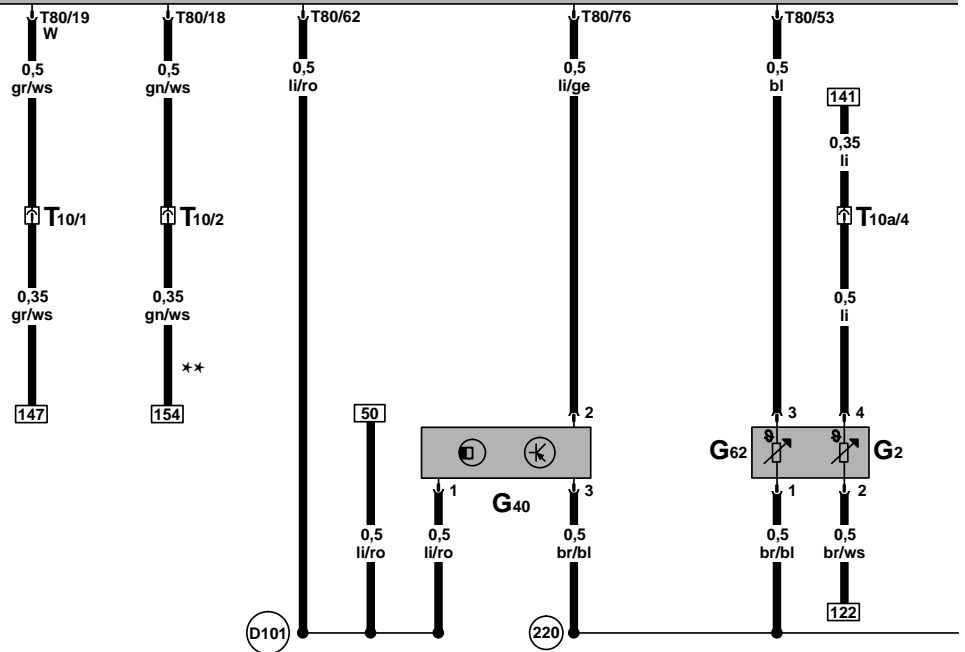 T80/19
W
T80/18
T80/62
T80/76
T80/53
0,5
gr/ws
0,5
gn/ws
0,5
li/ro
0,5
li/ge
0,5
bl
141
0,35
li
T10/1
T10/2
T10a/4
0,35
gr/ws
0,35
gn/ws
0,5
li
**
147
154
50
2
3
4
G62
ϑ
ϑ
G2
1
3
1
2
G40
0,5
li/ro
0,5
li/ro
0,5
br/bl
0,5
br/bl
0,5
br/ws
122
D101
220